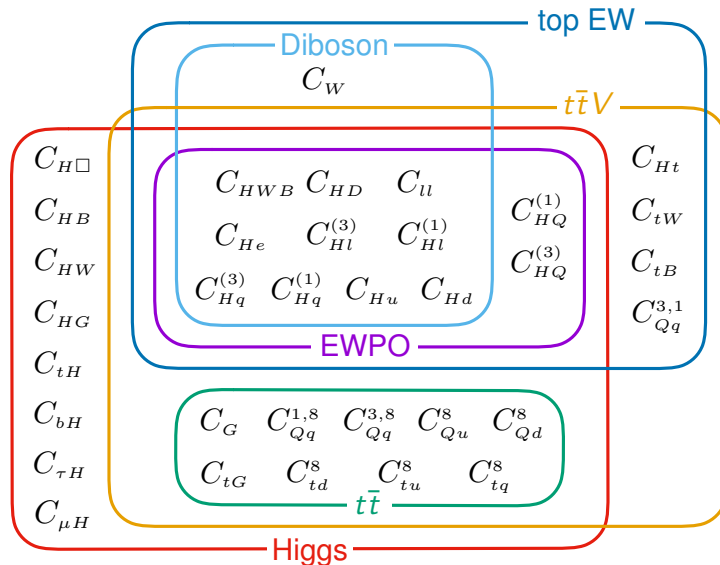 top EW
Diboson
C_W
tt̄V
C_{H□}
C_{HB}
C_{HW}
C_{HG}
C_{tH}
C_{bH}
C_{τH}
C_{μH}
C_{HWB} C_{HD} C_{ll}
C_{He} C_{Hl}^{(3)} C_{Hl}^{(1)}
C_{Hq}^{(3)} C_{Hq}^{(1)} C_{Hu} C_{Hd}
C_{HQ}^{(1)}
C_{HQ}^{(3)}
C_{Ht}
C_{tW}
C_{tB}
C_{Qq}^{3,1}
EWPO
C_G C_{Qq}^{1,8} C_{Qq}^{3,8} C_{Qu}^{8} C_{Qd}^{8}
C_{tG} C_{td}^{8} C_{tu}^{8} C_{tq}^{8}
tt̄
Higgs